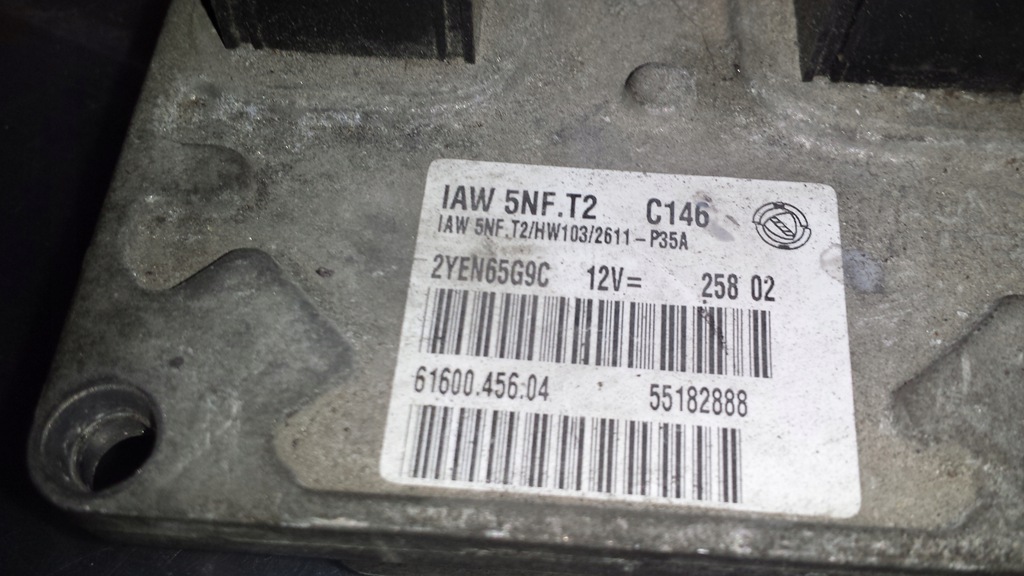 IAW 5NF.T2 C146
IAW 5NF.T2/HW103/2611-P35A
2YEN65G9C 12V= 258 02
61600.456.04 55182888